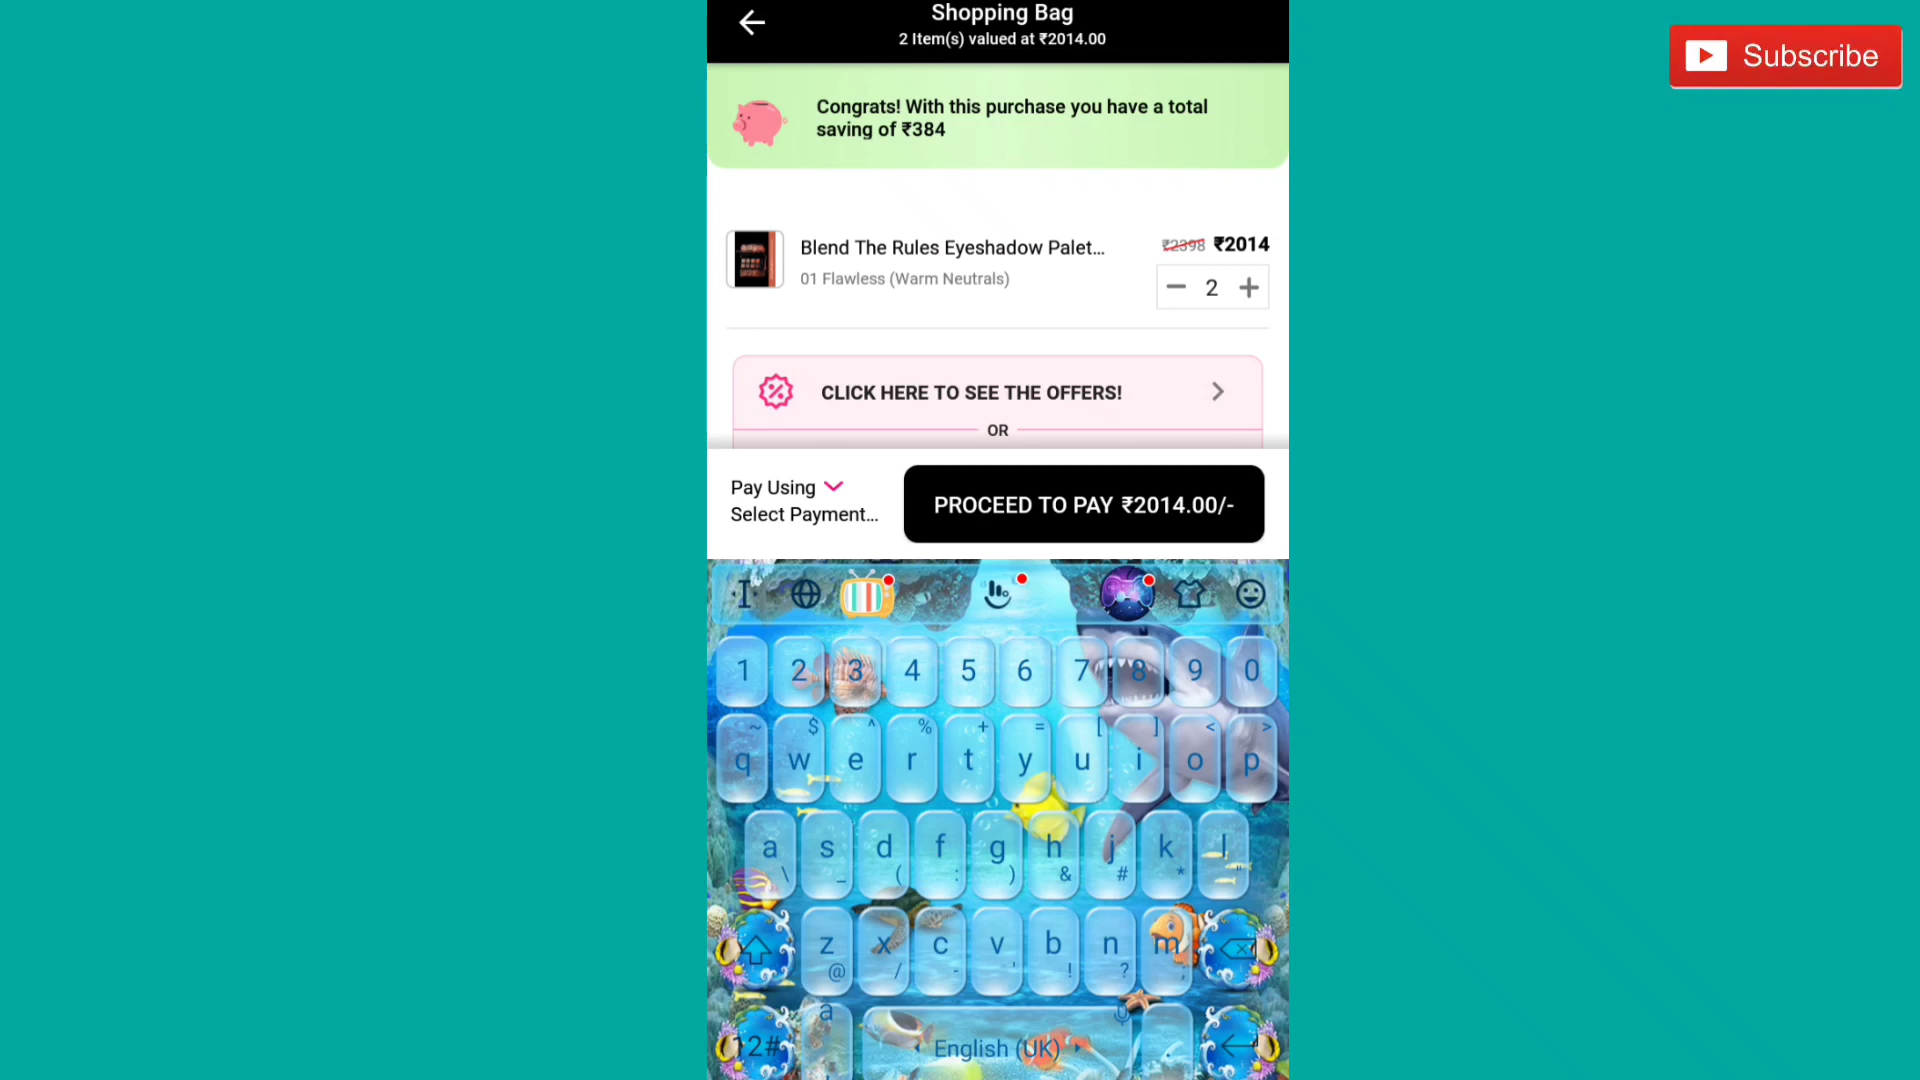 Shopping Bag
2 Item(s) valued at ₹2014.00
Subscribe
Congrats! With this purchase you have a total
saving of ₹384
Blend The Rules Eyeshadow Palet...
₹2398 ₹2014
01 Flawless (Warm Neutrals)
2
CLICK HERE TO SEE THE OFFERS!
OR
Pay Using
Select Payment...
PROCEED TO PAY ₹2014.00/-
1 2 3 4 5 6 7 8 9 0
~ $ ^ % + = [ ] < >
q w e r t y u i o p
a s d f g h j k l
\ _ ( : ) & # * "
z x c v b n m
@ / - ' ! ? ;
12# a English (UK)